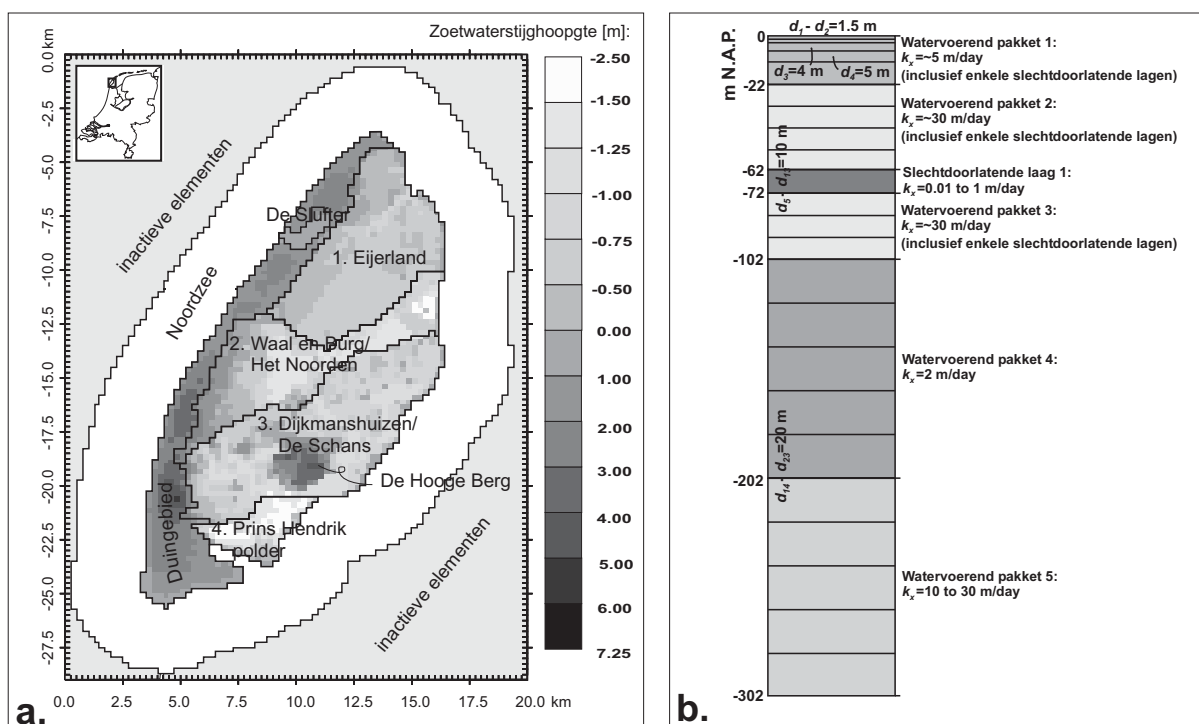 Zoetwaterstijghoopgte [m]:
0.0 km
-2.5
-5.0
-7.5
-10.0
-12.5
-15.0
-17.5
-20.0
-22.5
-25.0
-27.5
0.0
2.5
5.0
7.5
10.0
12.5
15.0
17.5
20.0 km
inactieve elementen
Noordzee
De Slufter
1. Eijerland
2. Waal en Burg/
Het Noorden
3. Dijkmanshuizen/
De Schans
De Hooge Berg
4. Prins Hendrik
polder
Duingebied
inactieve elementen
-2.50
-1.50
-1.25
-1.00
-0.75
-0.50
0.00
1.00
2.00
3.00
4.00
5.00
6.00
7.25
a.
m N.A.P.
0
-22
-62
-72
-102
-202
-302
d1 - d2=1.5 m
d3=4 m
d4=5 m
d5 - d13=10 m
d14 - d23=20 m
Watervoerend pakket 1:
kx=~5 m/day
(inclusief enkele slechtdoorlatende lagen)
Watervoerend pakket 2:
kx=~30 m/day
(inclusief enkele slechtdoorlatende lagen)
Slechtdoorlatende laag 1:
kx=0.01 to 1 m/day
Watervoerend pakket 3:
kx=~30 m/day
(inclusief enkele slechtdoorlatende lagen)
Watervoerend pakket 4:
kx=2 m/day
Watervoerend pakket 5:
kx=10 to 30 m/day
b.